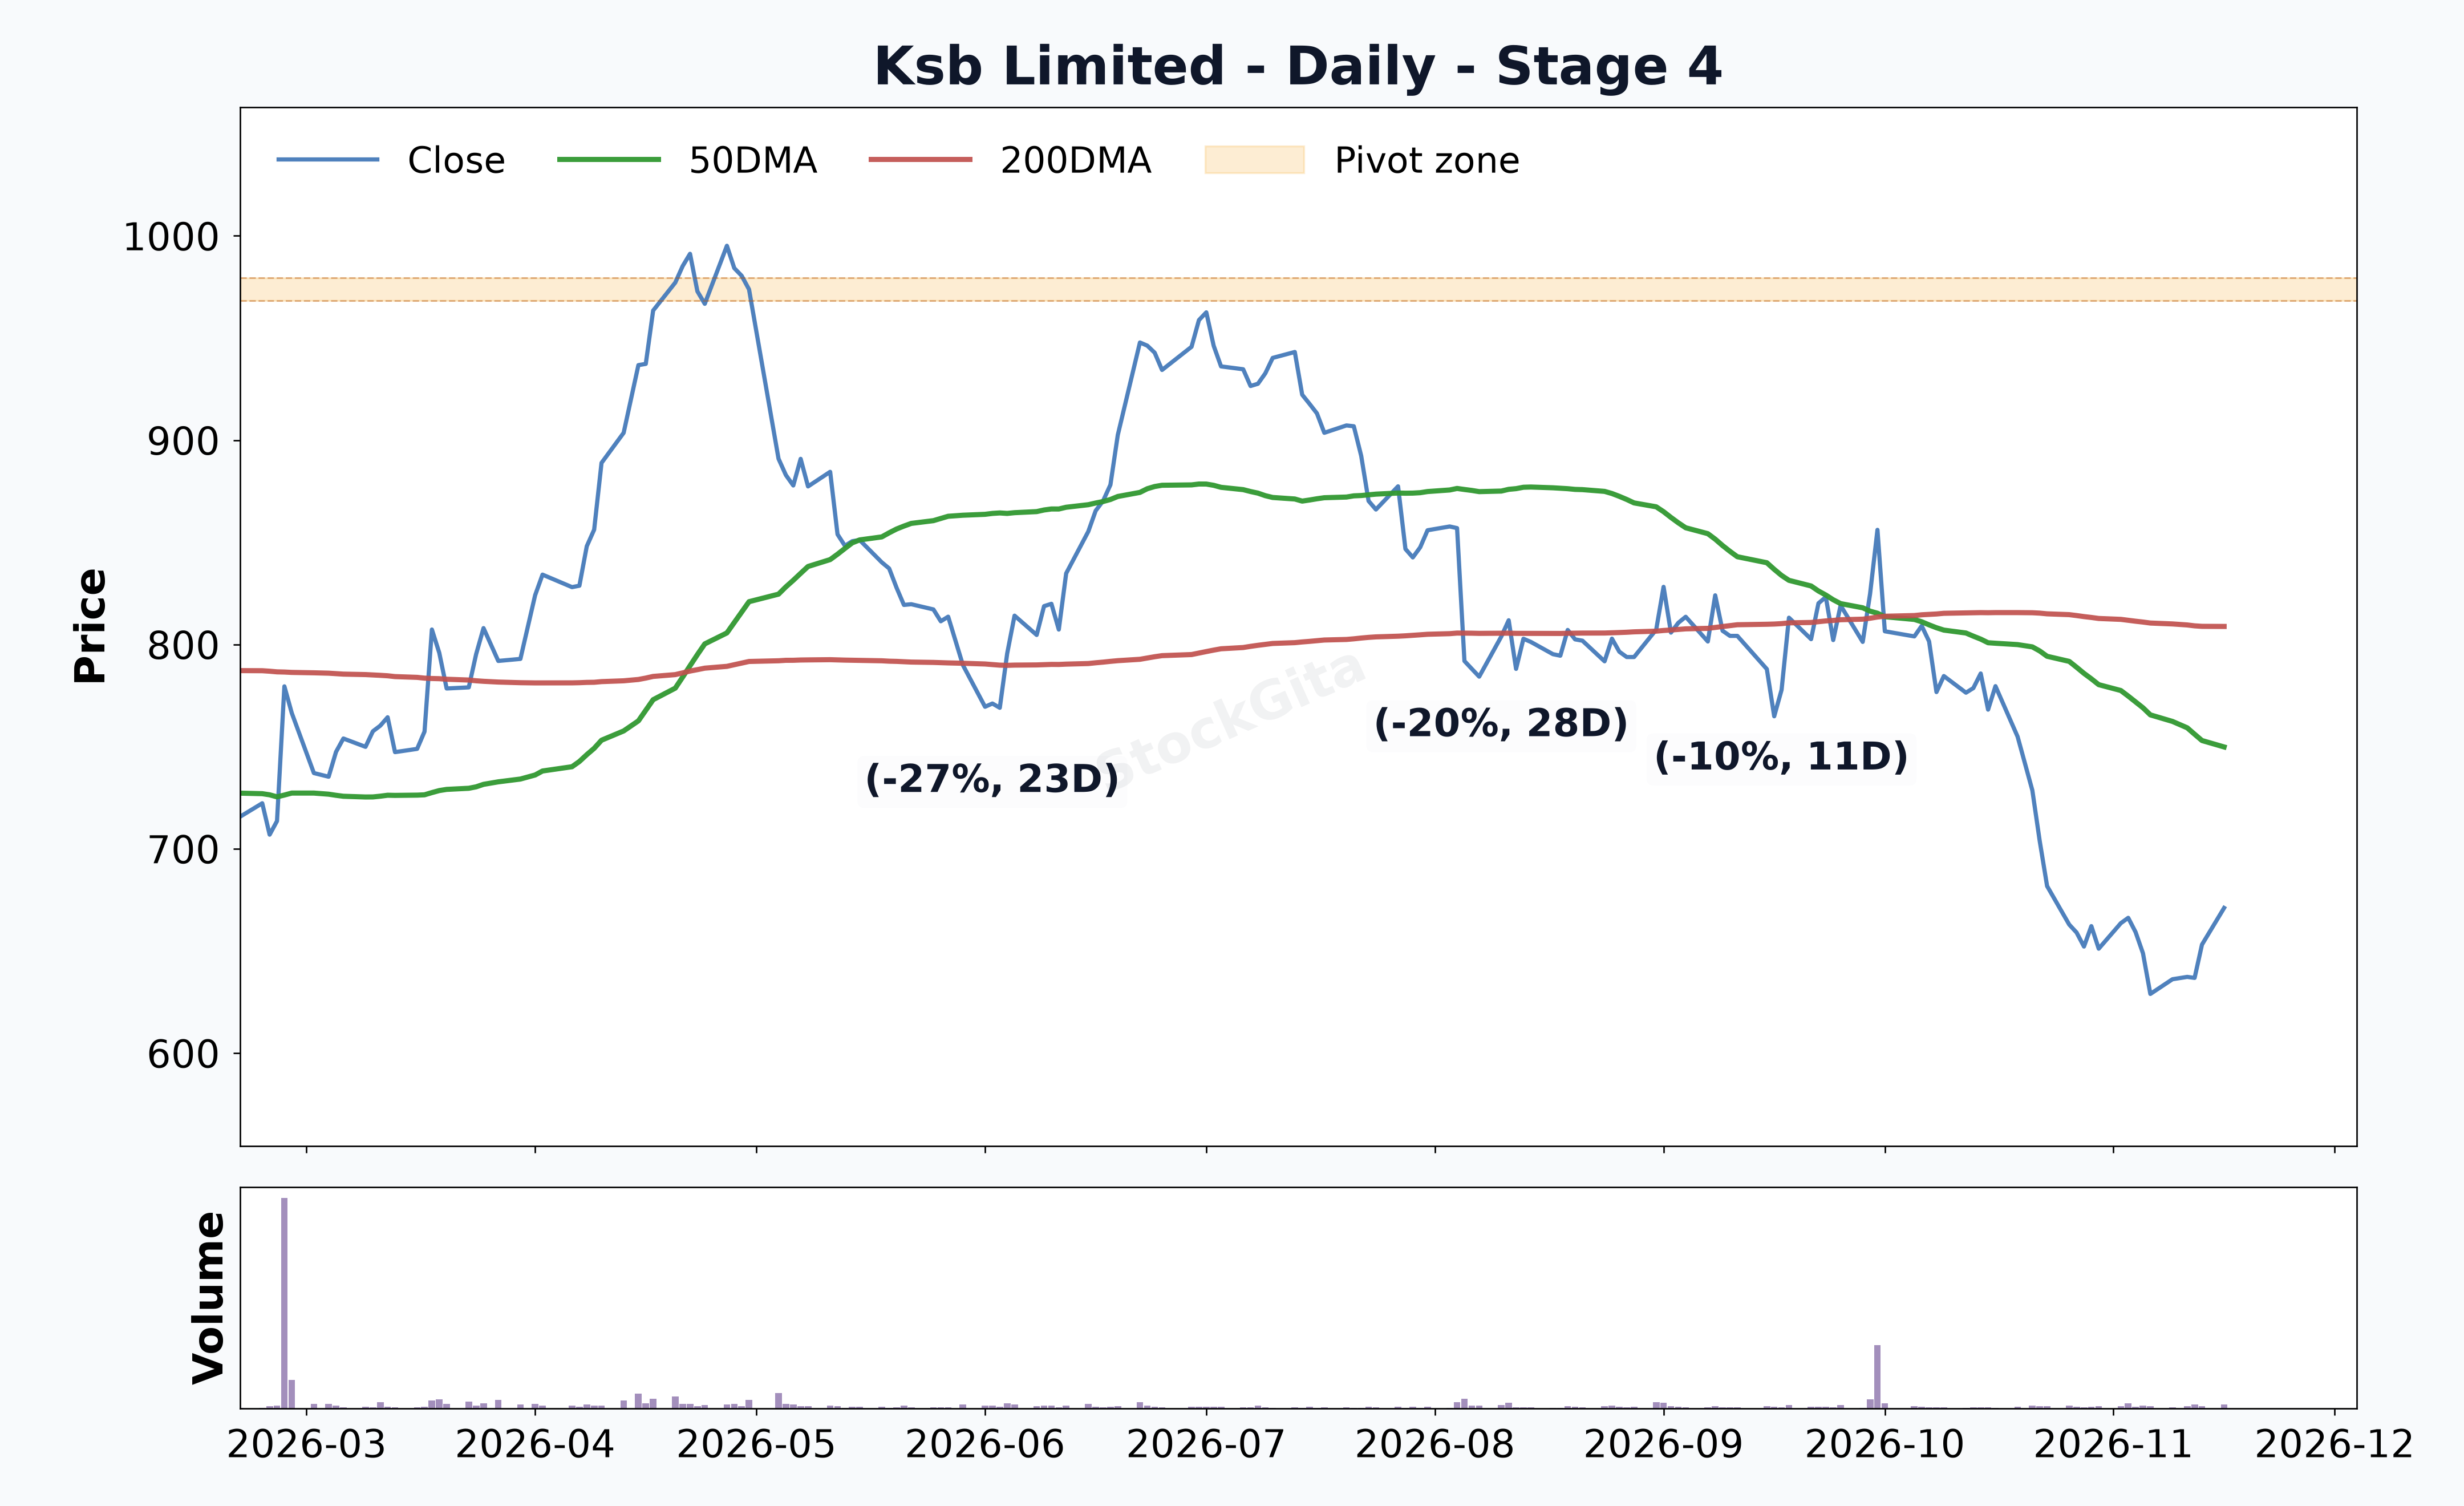 Ksb Limited - Daily - Stage 4
Close 50DMA 200DMA Pivot zone
1000
900
800
700
600
Price
StockGita
(-27%, 23D)
(-20%, 28D)
(-10%, 11D)
Volume
2026-03 2026-04 2026-05 2026-06 2026-07 2026-08 2026-09 2026-10 2026-11 2026-12